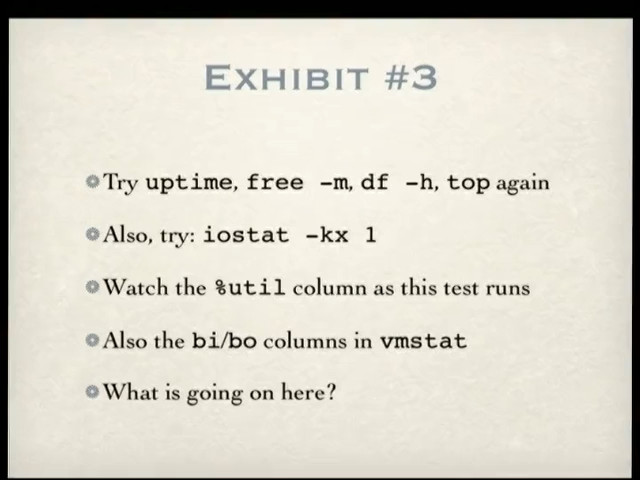 Exhibit #3
Try uptime, free -m, df -h, top again
Also, try: iostat -kx 1
Watch the %util column as this test runs
Also the bi/bo columns in vmstat
What is going on here?